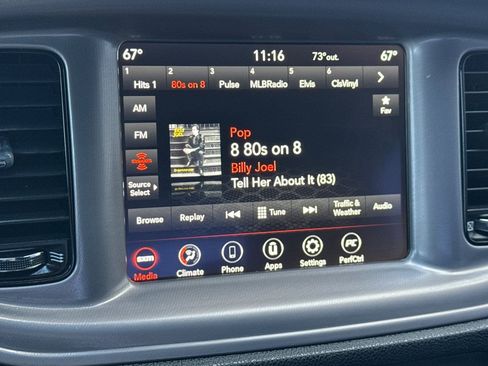 67° 11:16 73°out. 67°
1 2 3 4 5 6
Hits 1 80s on 8 Pulse MLBRadio Elvis ClsVinyl
AM
Fav
FM
Pop
8 80s on 8
Billy Joel
Tell Her About It (83)
Source
Select
Browse Replay Tune Traffic & Weather Audio
sxm
Media Climate Phone Apps Settings PerfCtrl